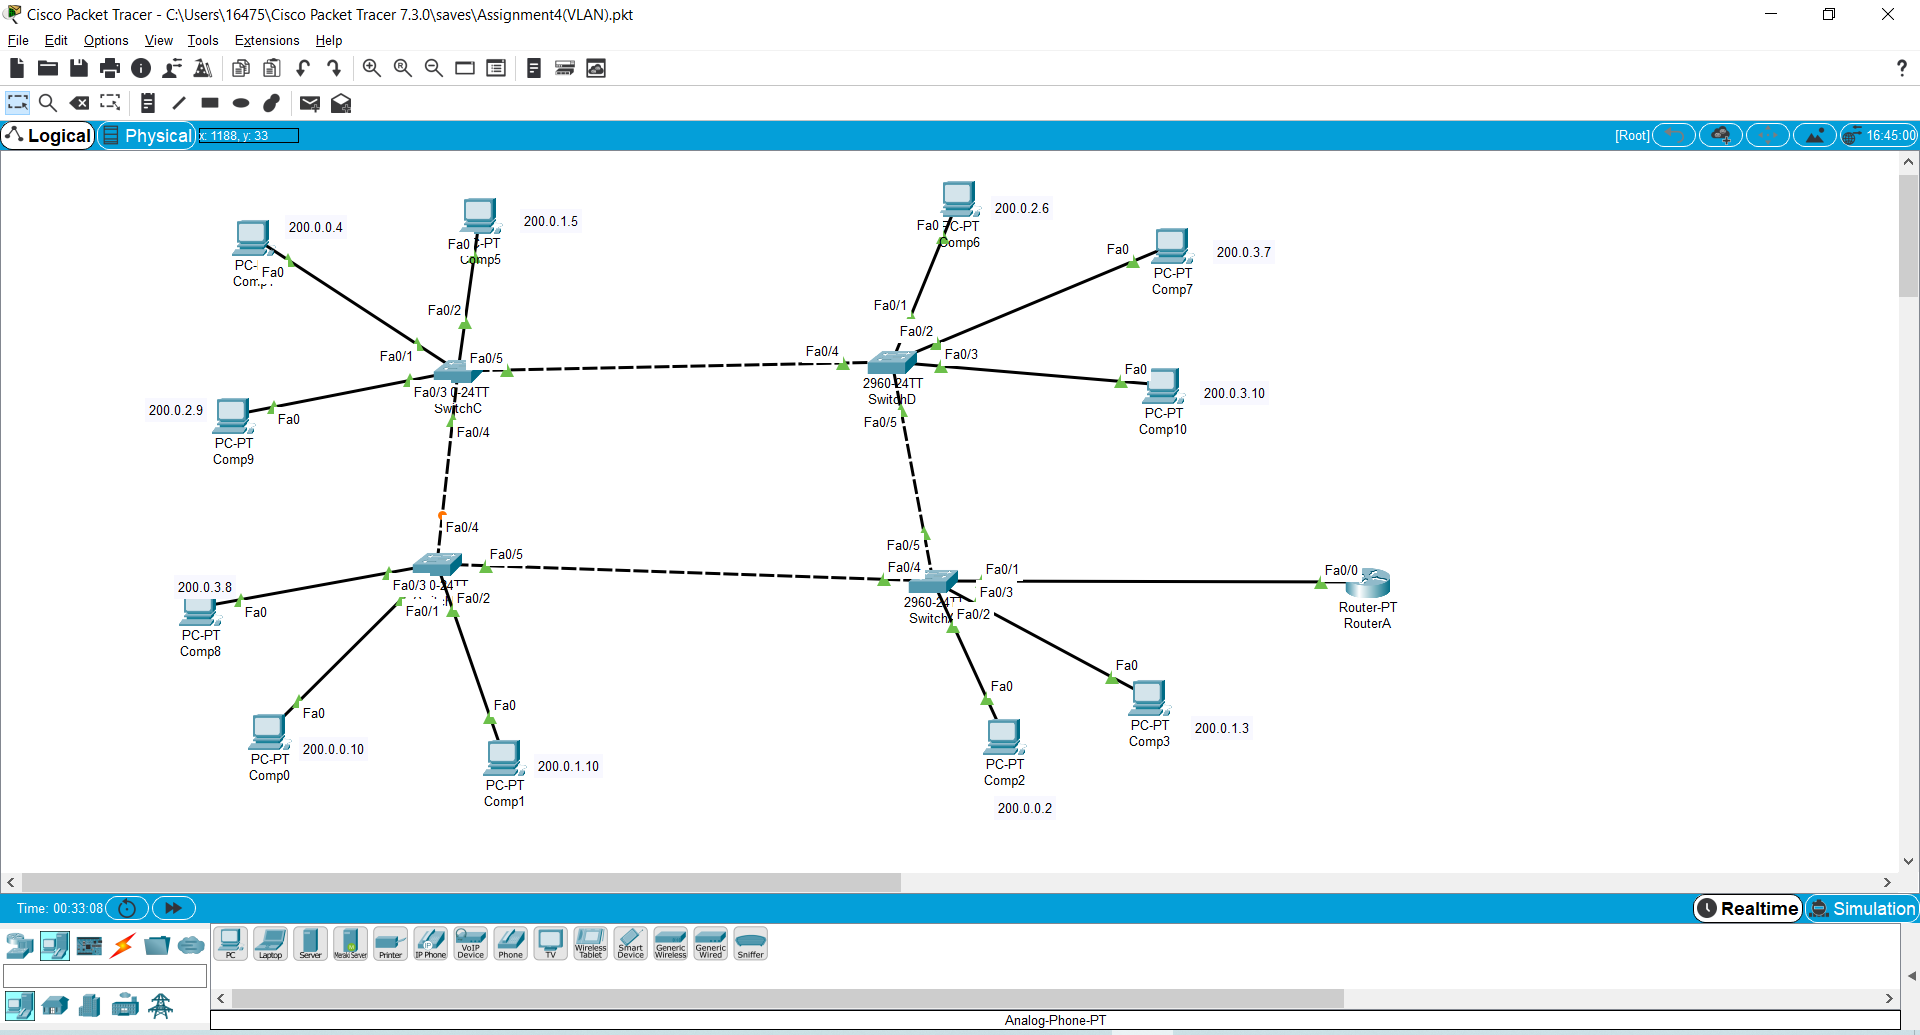 Cisco Packet Tracer - C:\Users\16475\Cisco Packet Tracer 7.3.0\saves\Assignment4(VLAN).pkt
File Edit Options View Tools Extensions Help
Logical Physical x: 1188, y: 33 [Root] 16:45:00
200.0.0.4
Fa0
PC-
200.0.1.5
Fa0
-PT
Comp5
200.0.2.6
Fa0
C-PT
Comp6
200.0.3.7
Fa0
PC-PT
Comp7
Fa0/2
Fa0/1
Fa0/5
Fa0/3 0-24TT
SwitchC
Fa0/4
Fa0/1
Fa0/2
Fa0/4
Fa0/3
2960-24TT
SwitchD
Fa0/5
Fa0
200.0.3.10
PC-PT
Comp10
200.0.2.9
Fa0
PC-PT
Comp9
Fa0/4
Fa0/5
Fa0/3 0-24TT
Fa0/2
Fa0/1
Fa0/5
Fa0/4
Fa0/1
Fa0/3
2960-24TT
Fa0/2
Switch
Fa0/0
Router-PT
RouterA
200.0.3.8
Fa0
PC-PT
Comp8
Fa0
200.0.0.10
PC-PT
Comp0
Fa0
200.0.1.10
PC-PT
Comp1
Fa0
PC-PT
Comp2
200.0.0.2
Fa0
PC-PT
Comp3
200.0.1.3
Time: 00:33:08 Realtime Simulation
PC Laptop Server Meraki Server Printer IP Phone VoIP Device Phone TV Wireless Tablet Smart Device Generic Wireless Generic Wired Sniffer
Analog-Phone-PT